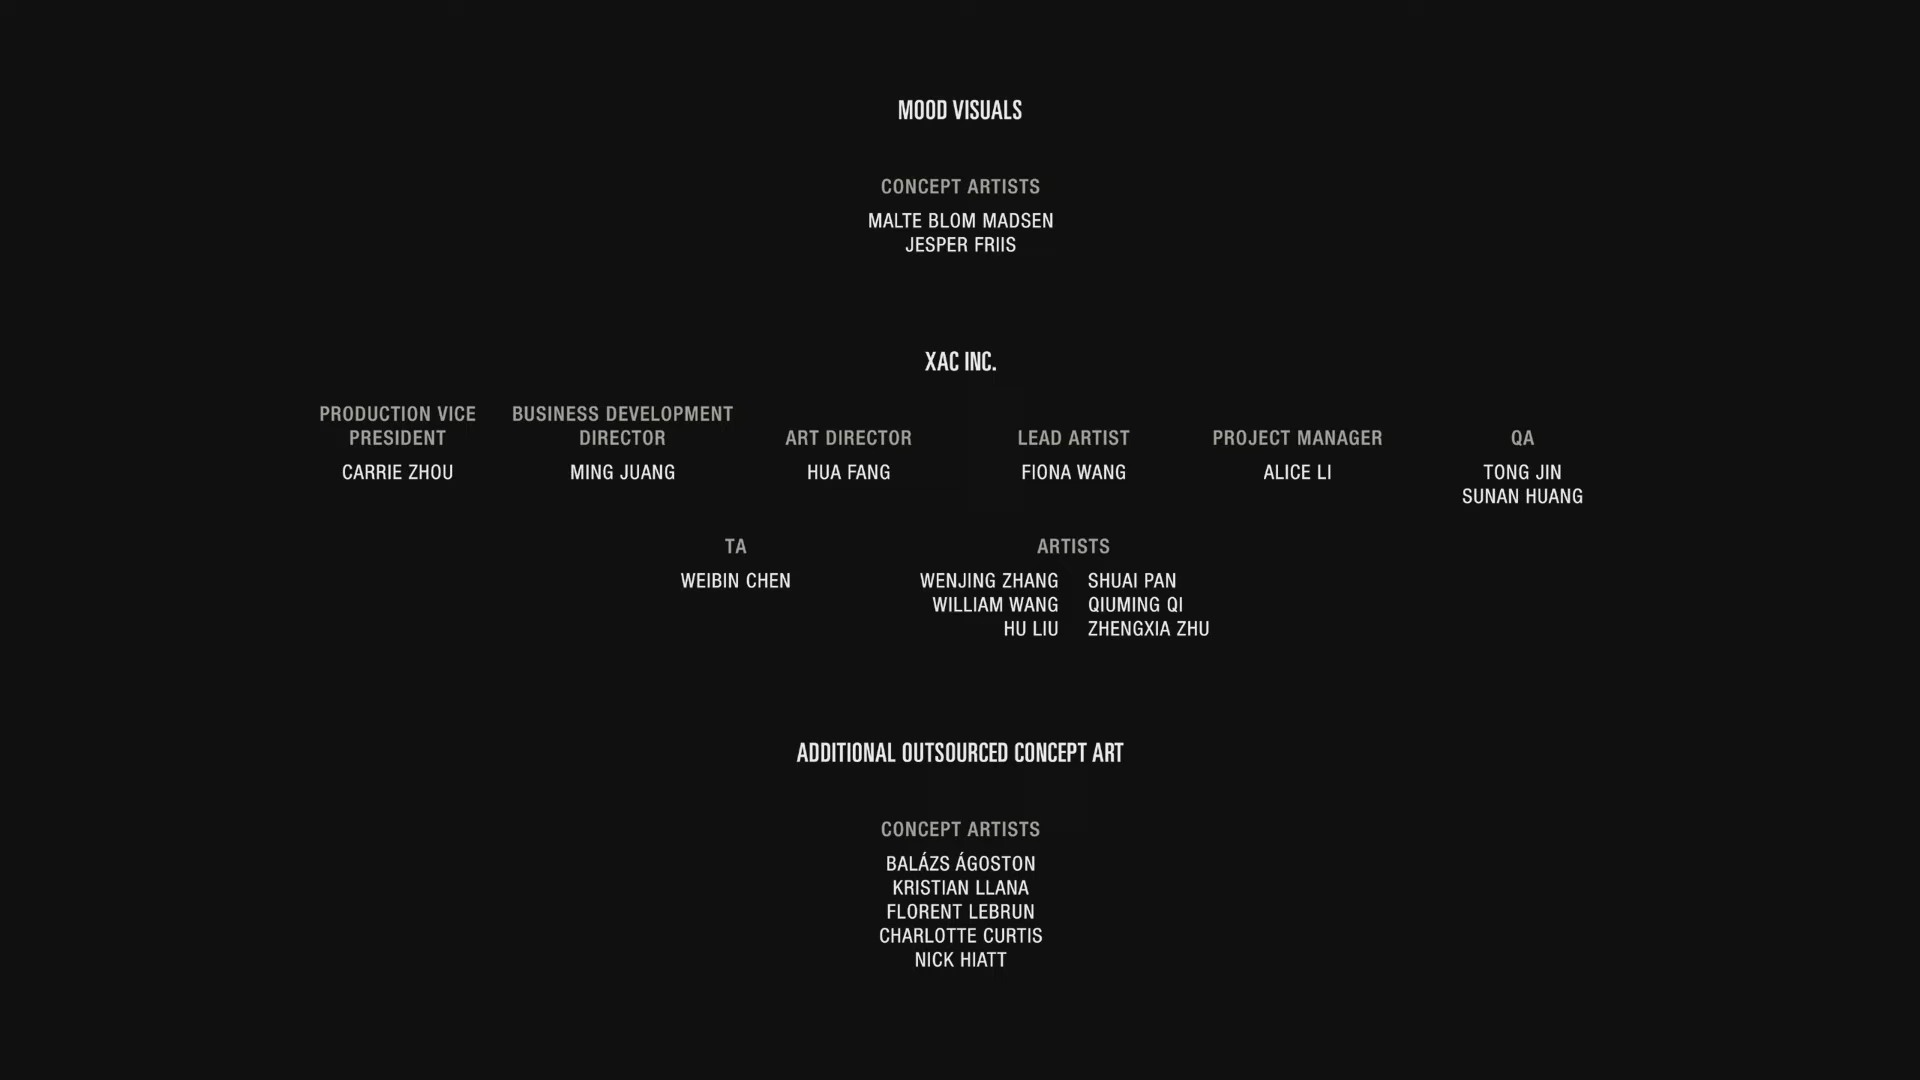 MOOD VISUALS
CONCEPT ARTISTS
MALTE BLOM MADSEN
JESPER FRIIS
XAC INC.
PRODUCTION VICE
PRESIDENT
CARRIE ZHOU
BUSINESS DEVELOPMENT
DIRECTOR
MING JUANG
ART DIRECTOR
HUA FANG
LEAD ARTIST
FIONA WANG
PROJECT MANAGER
ALICE LI
QA
TONG JIN
SUNAN HUANG
TA
WEIBIN CHEN
ARTISTS
WENJING ZHANG SHUAI PAN
WILLIAM WANG QIUMING QI
HU LIU ZHENGXIA ZHU
ADDITIONAL OUTSOURCED CONCEPT ART
CONCEPT ARTISTS
BALÁZS ÁGOSTON
KRISTIAN LLANA
FLORENT LEBRUN
CHARLOTTE CURTIS
NICK HIATT